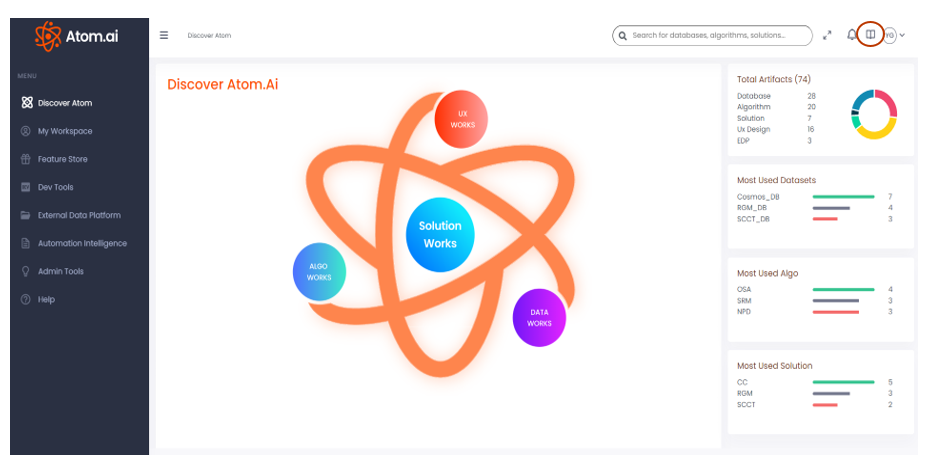 Atom.ai
Discover Atom
Search for databases, algorithms, solutions...
YG
MENU
Discover Atom
My Workspace
Feature Store
Dev Tools
External Data Platform
Automation Intelligence
Admin Tools
Help
Discover Atom.Ai
UX
WORKS
Solution
Works
ALGO
WORKS
DATA
WORKS
Total Artifacts (74)
Database 28
Algorithm 20
Solution 7
Ux Design 16
EDP 3
Most Used Datasets
Cosmos_DB 7
RGM_DB 4
SCCT_DB 3
Most Used Algo
OSA 4
SRM 3
NPD 3
Most Used Solution
CC 5
RGM 3
SCCT 2